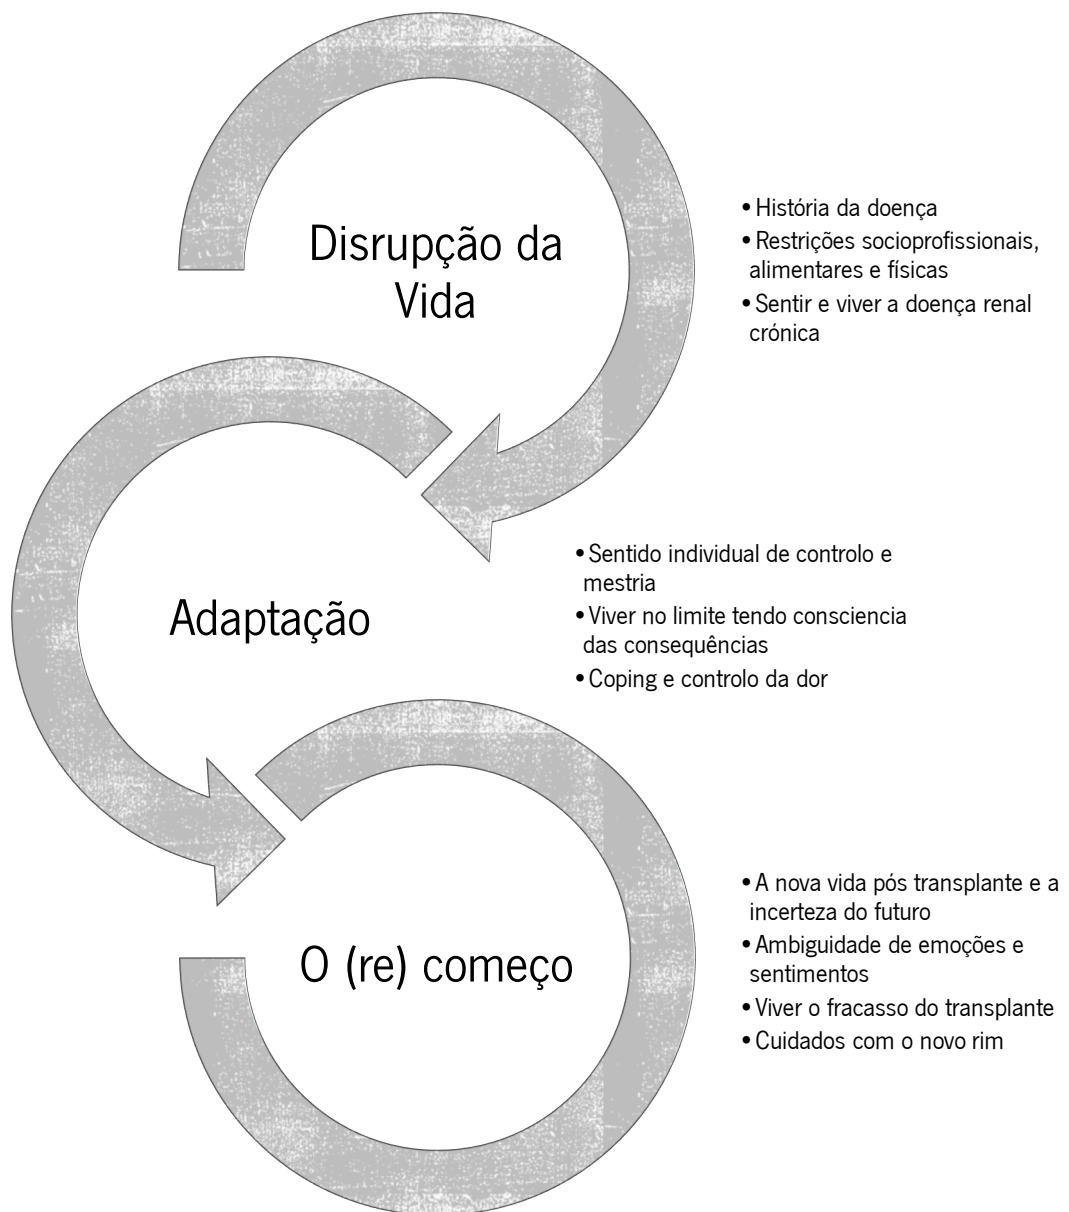 Disrupção da
Vida
• História da doença
• Restrições socioprofissionais,
alimentares e físicas
• Sentir e viver a doença renal
crónica
Adaptação
• Sentido individual de controlo e
mestria
• Viver no limite tendo consciencia
das consequências
• Coping e controlo da dor
O (re) começo
• A nova vida pós transplante e a
incerteza do futuro
• Ambiguidade de emoções e
sentimentos
• Viver o fracasso do transplante
• Cuidados com o novo rim